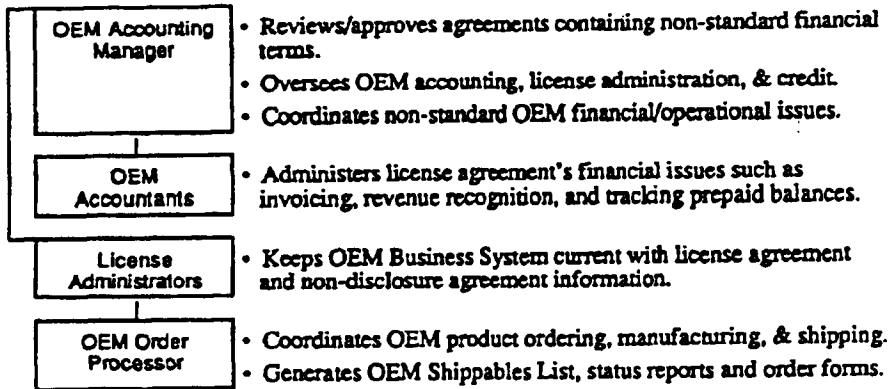 OEM Accounting
Manager
• Reviews/approves agreements containing non-standard financial
terms.
• Oversees OEM accounting, license administration, & credit.
• Coordinates non-standard OEM financial/operational issues.
OEM
Accountants
• Administers license agreement's financial issues such as
invoicing, revenue recognition, and tracking prepaid balances.
License
Administrators
• Keeps OEM Business System current with license agreement
and non-disclosure agreement information.
OEM Order
Processor
• Coordinates OEM product ordering, manufacturing, & shipping.
• Generates OEM Shippables List, status reports and order forms.